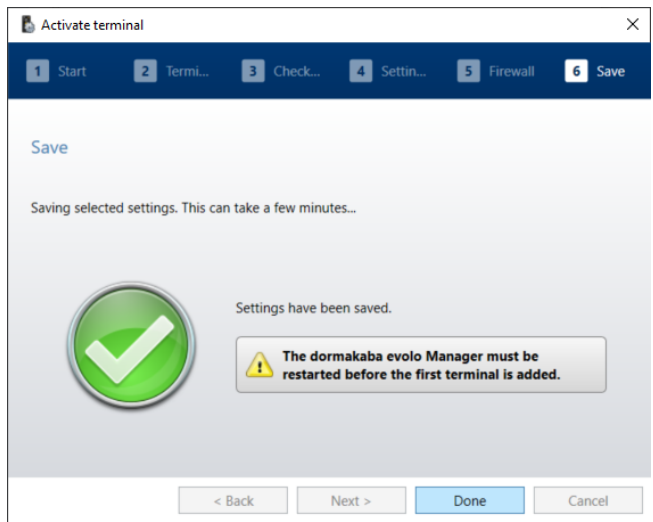 Activate terminal
1 Start 2 Termi... 3 Check... 4 Settin... 5 Firewall 6 Save
Save
Saving selected settings. This can take a few minutes...
Settings have been saved.
The dormakaba evolo Manager must be
restarted before the first terminal is added.
< Back Next > Done Cancel